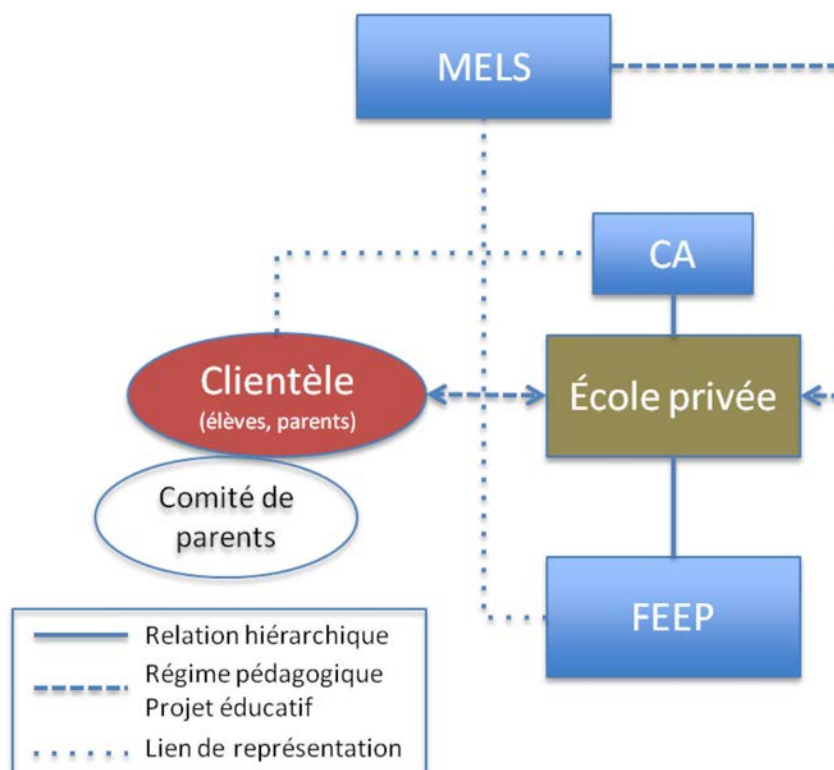 MELS
CA
Clientèle
(élèves, parents)
École privée
Comité de
parents
FEEP
Relation hiérarchique
Régime pédagogique
Projet éducatif
Lien de représentation